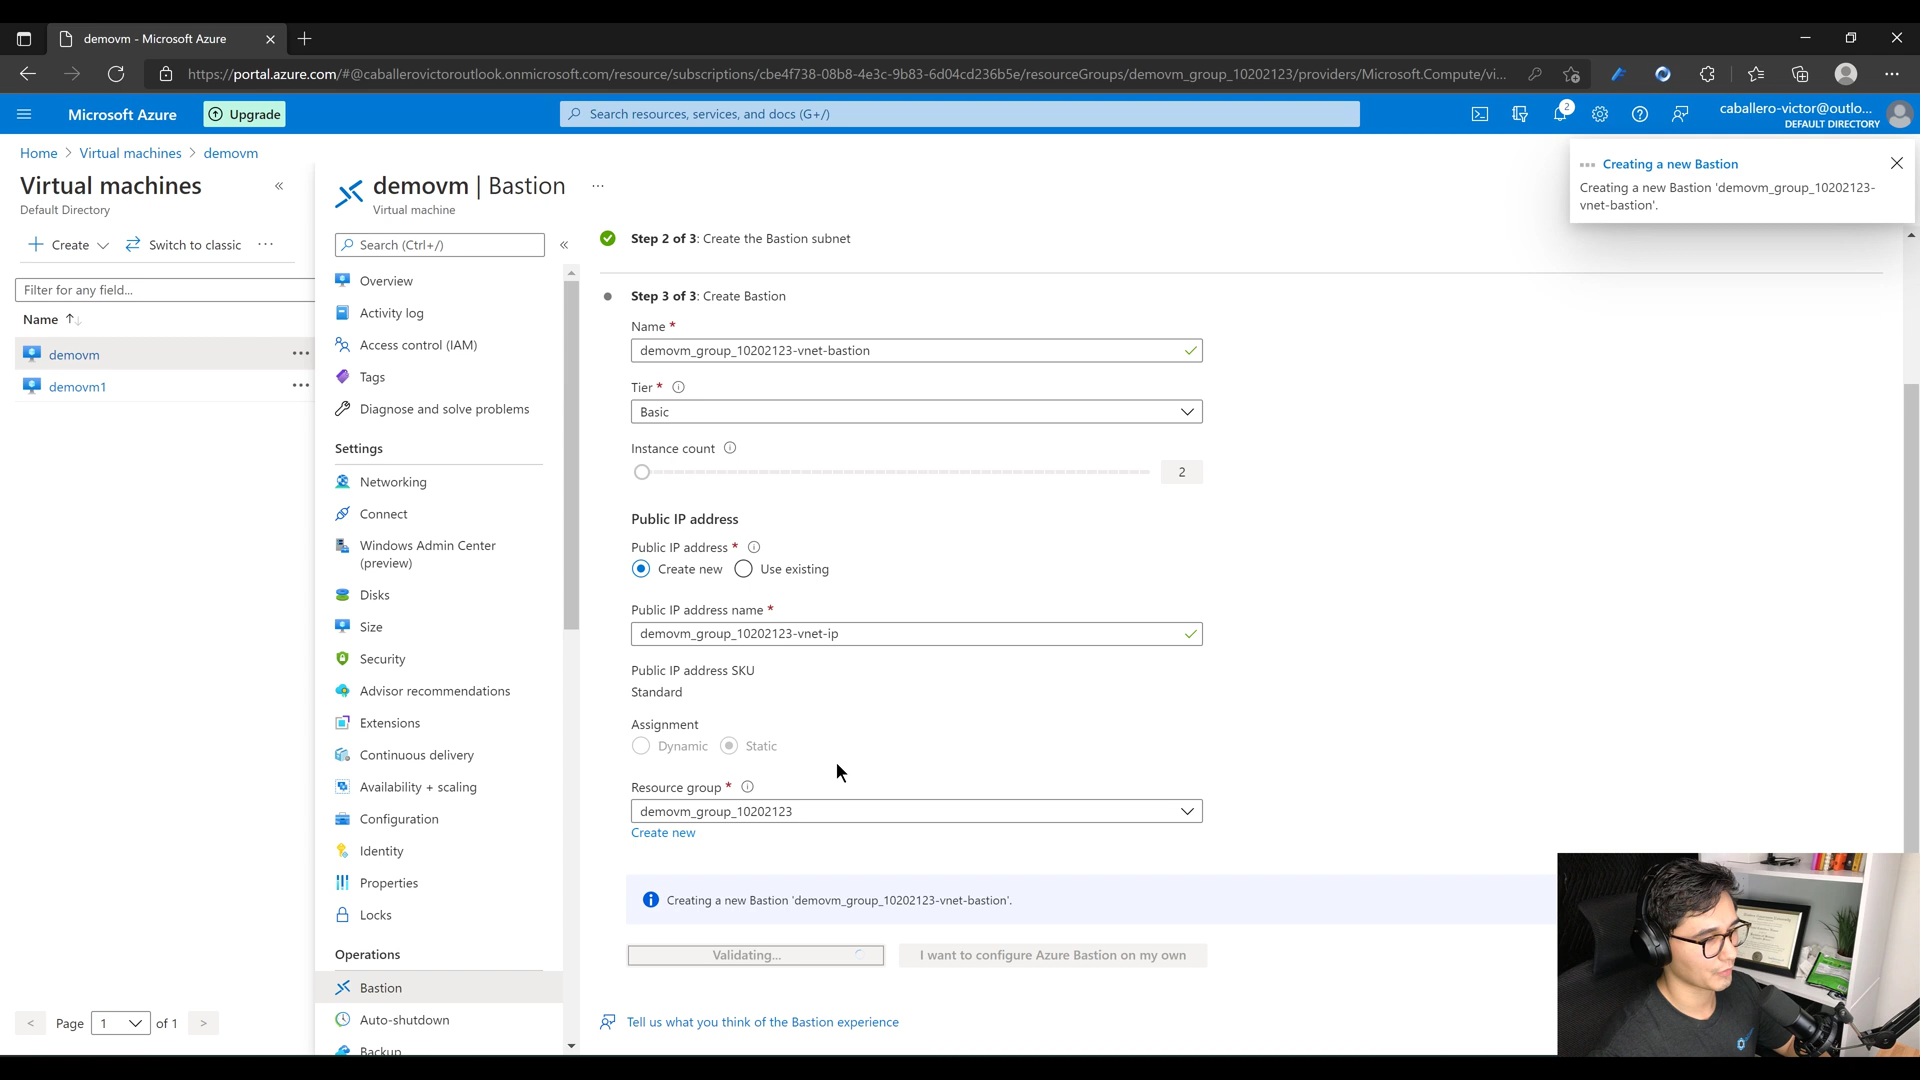 demovm - Microsoft Azure
https://portal.azure.com/#@caballerovictoroutlook.onmicrosoft.com/resource/subscriptions/cbe4f738-08b8-4e3c-9b83-6d04cd236b5e/resourceGroups/demovm_group_10202123/providers/Microsoft.Compute/vi...
Microsoft Azure
Upgrade
Search resources, services, and docs (G+/)
2
caballero-victor@outlo...
DEFAULT DIRECTORY
Home > Virtual machines > demovm
Creating a new Bastion
Creating a new Bastion 'demovm_group_10202123-
vnet-bastion'.
Virtual machines
Default Directory
Create
Switch to classic
Filter for any field...
Name
demovm
demovm1
< Page 1 of 1 >
demovm | Bastion
Virtual machine
Search (Ctrl+/)
Overview
Activity log
Access control (IAM)
Tags
Diagnose and solve problems
Settings
Networking
Connect
Windows Admin Center
(preview)
Disks
Size
Security
Advisor recommendations
Extensions
Continuous delivery
Availability + scaling
Configuration
Identity
Properties
Locks
Operations
Bastion
Auto-shutdown
Backup
Step 2 of 3: Create the Bastion subnet
Step 3 of 3: Create Bastion
Name *
demovm_group_10202123-vnet-bastion
Tier *
Basic
Instance count
2
Public IP address
Public IP address *
Create new
Use existing
Public IP address name *
demovm_group_10202123-vnet-ip
Public IP address SKU
Standard
Assignment
Dynamic
Static
Resource group *
demovm_group_10202123
Create new
Creating a new Bastion 'demovm_group_10202123-vnet-bastion'.
Validating...
I want to configure Azure Bastion on my own
Tell us what you think of the Bastion experience